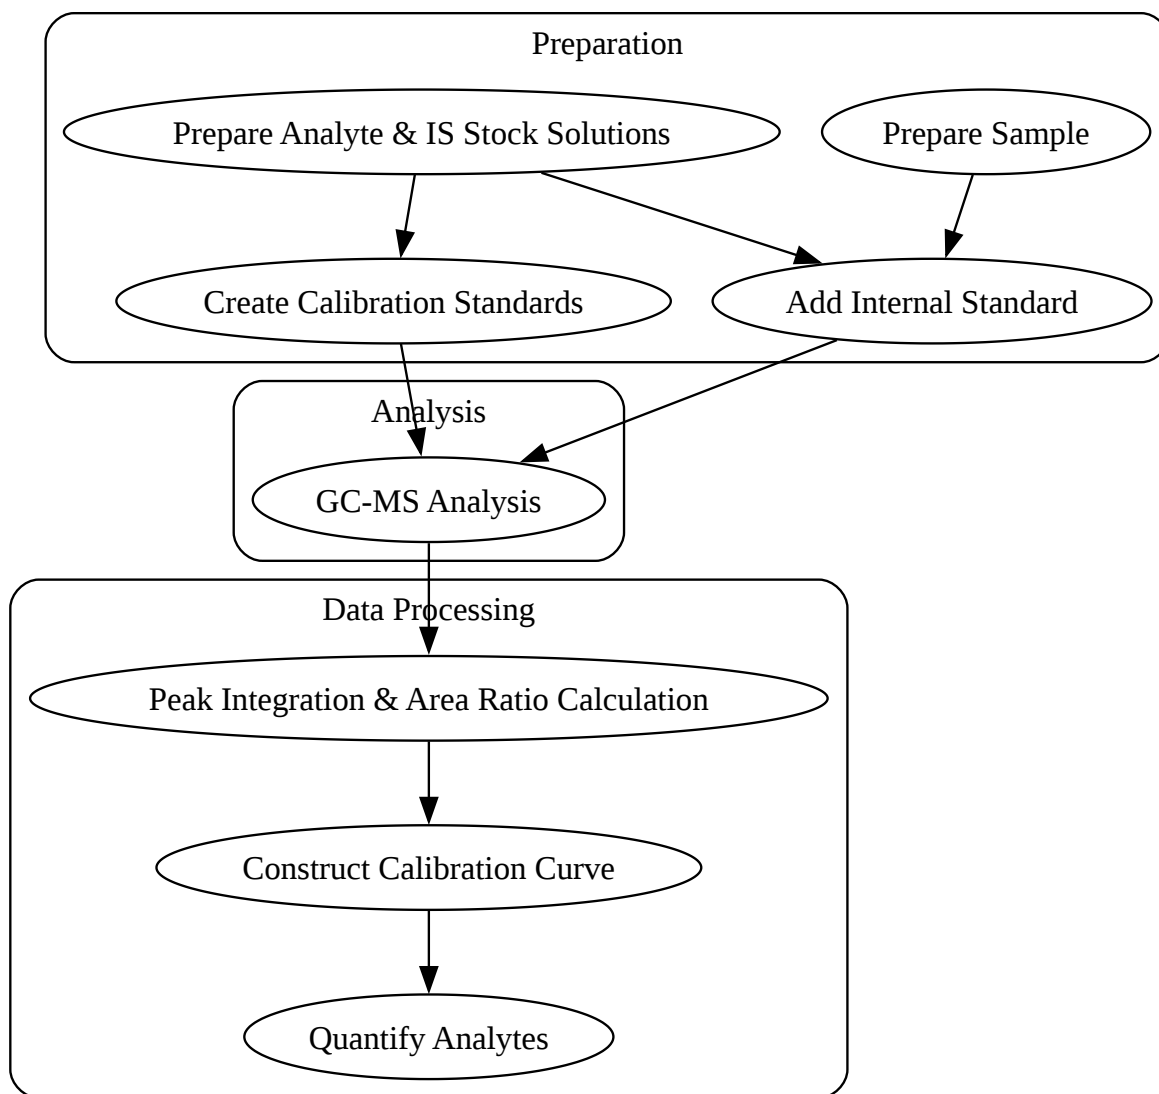 Preparation
Prepare Analyte & IS Stock Solutions
Prepare Sample
Create Calibration Standards
Add Internal Standard
Analysis
GC-MS Analysis
Data Processing
Peak Integration & Area Ratio Calculation
Construct Calibration Curve
Quantify Analytes